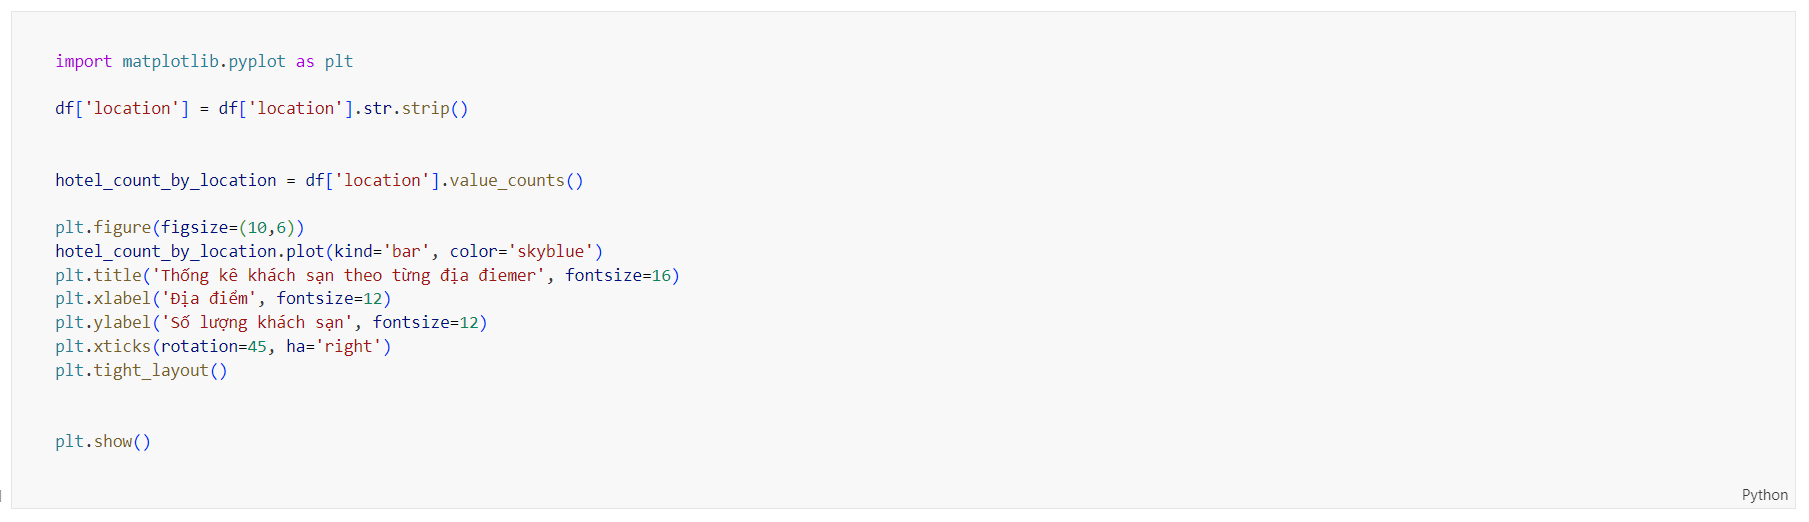 import matplotlib.pyplot as plt
df['location'] = df['location'].str.strip()
hotel_count_by_location = df['location'].value_counts()
plt.figure(figsize=(10,6))
hotel_count_by_location.plot(kind='bar', color='skyblue')
plt.title('Thống kê khách sạn theo từng địa điemer', fontsize=16)
plt.xlabel('Địa điểm', fontsize=12)
plt.ylabel('Số lượng khách sạn', fontsize=12)
plt.xticks(rotation=45, ha='right')
plt.tight_layout()
plt.show()
Python